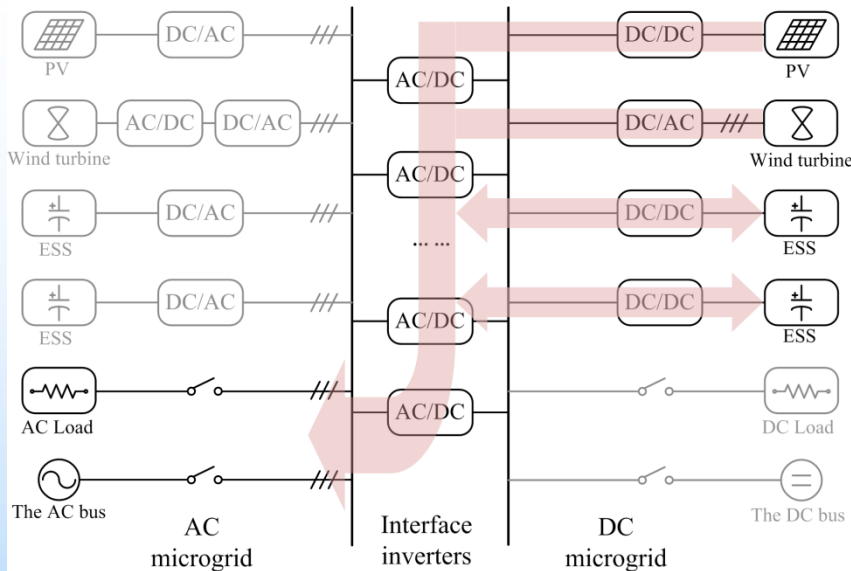 DC/AC
DC/DC
PV
PV
AC/DC
AC/DC
DC/AC
DC/AC
Wind turbine
Wind turbine
AC/DC
DC/AC
DC/DC
ESS
ESS
... ...
DC/AC
DC/DC
AC/DC
ESS
ESS
AC/DC
AC Load
DC Load
The AC bus
The DC bus
AC
microgrid
Interface
inverters
DC
microgrid